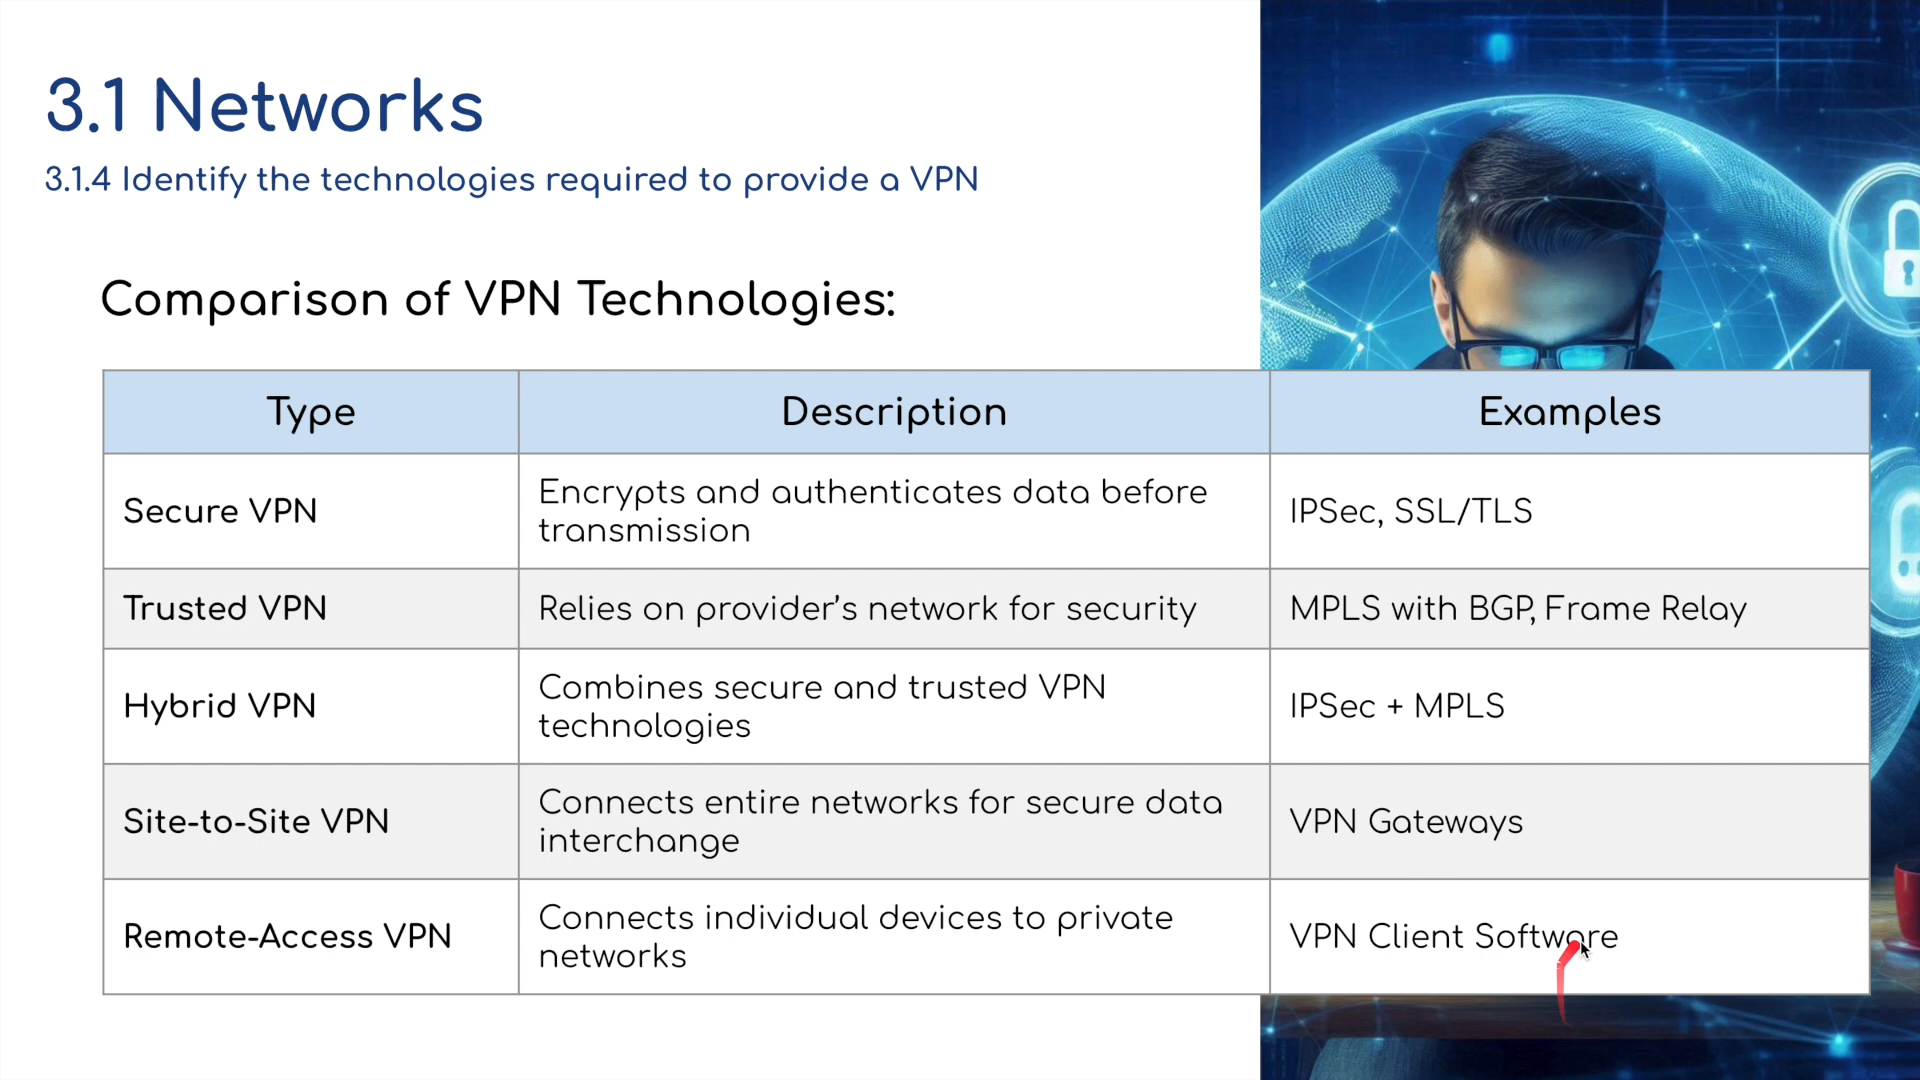 3.1 Networks
3.1.4 Identify the technologies required to provide a VPN
Comparison of VPN Technologies:
Type
Description
Examples
Secure VPN
Encrypts and authenticates data before
transmission
IPSec, SSL/TLS
Trusted VPN
Relies on provider’s network for security
MPLS with BGP, Frame Relay
Hybrid VPN
Combines secure and trusted VPN
technologies
IPSec + MPLS
Site-to-Site VPN
Connects entire networks for secure data
interchange
VPN Gateways
Remote-Access VPN
Connects individual devices to private
networks
VPN Client Software